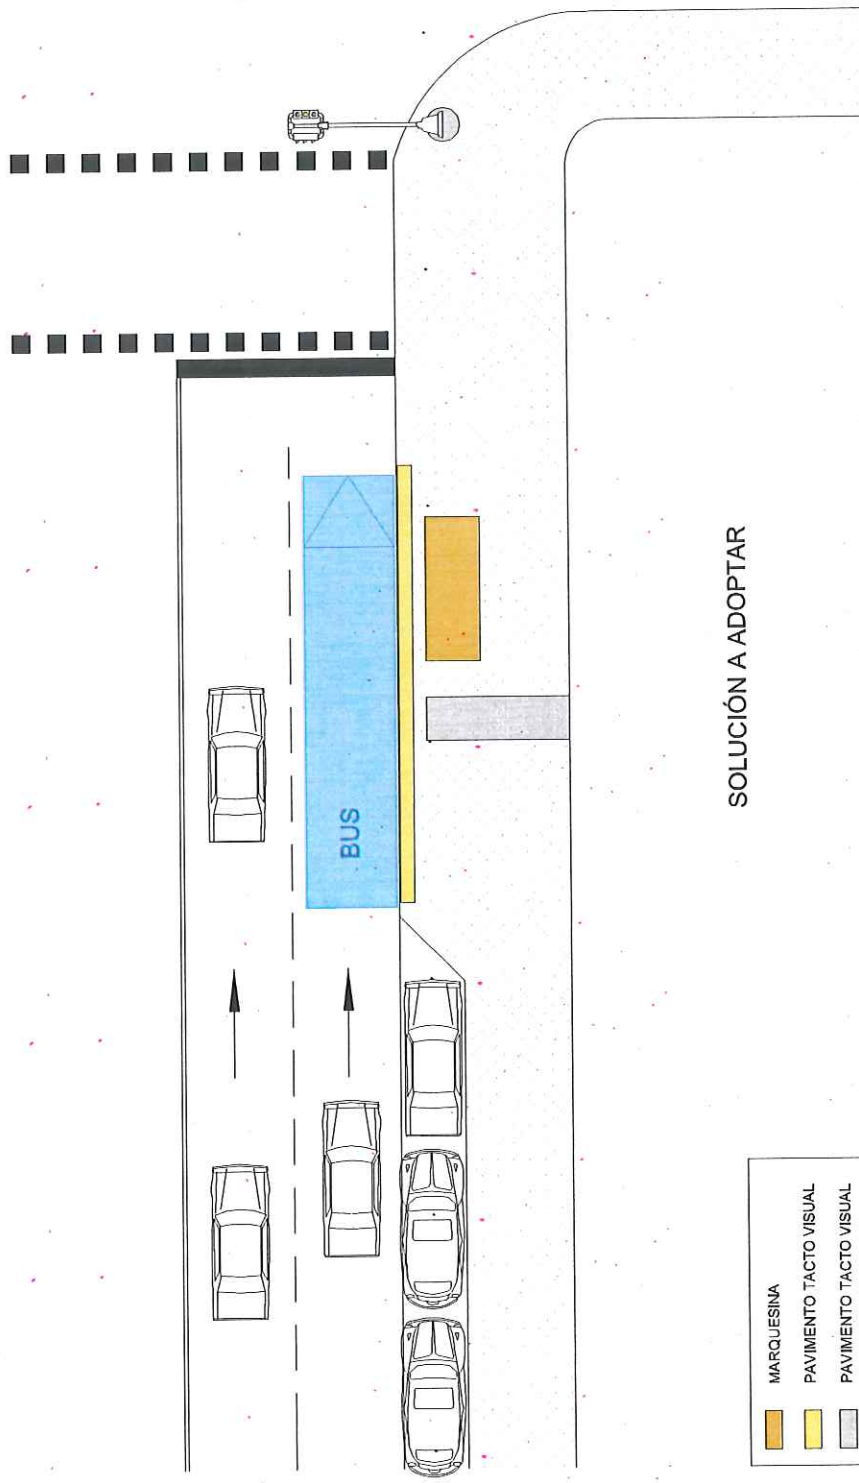 BUS
SOLUCIÓN A ADOPTAR
MARQUESINA
PAVIMENTO TACTO VISUAL
PAVIMENTO TACTO VISUAL